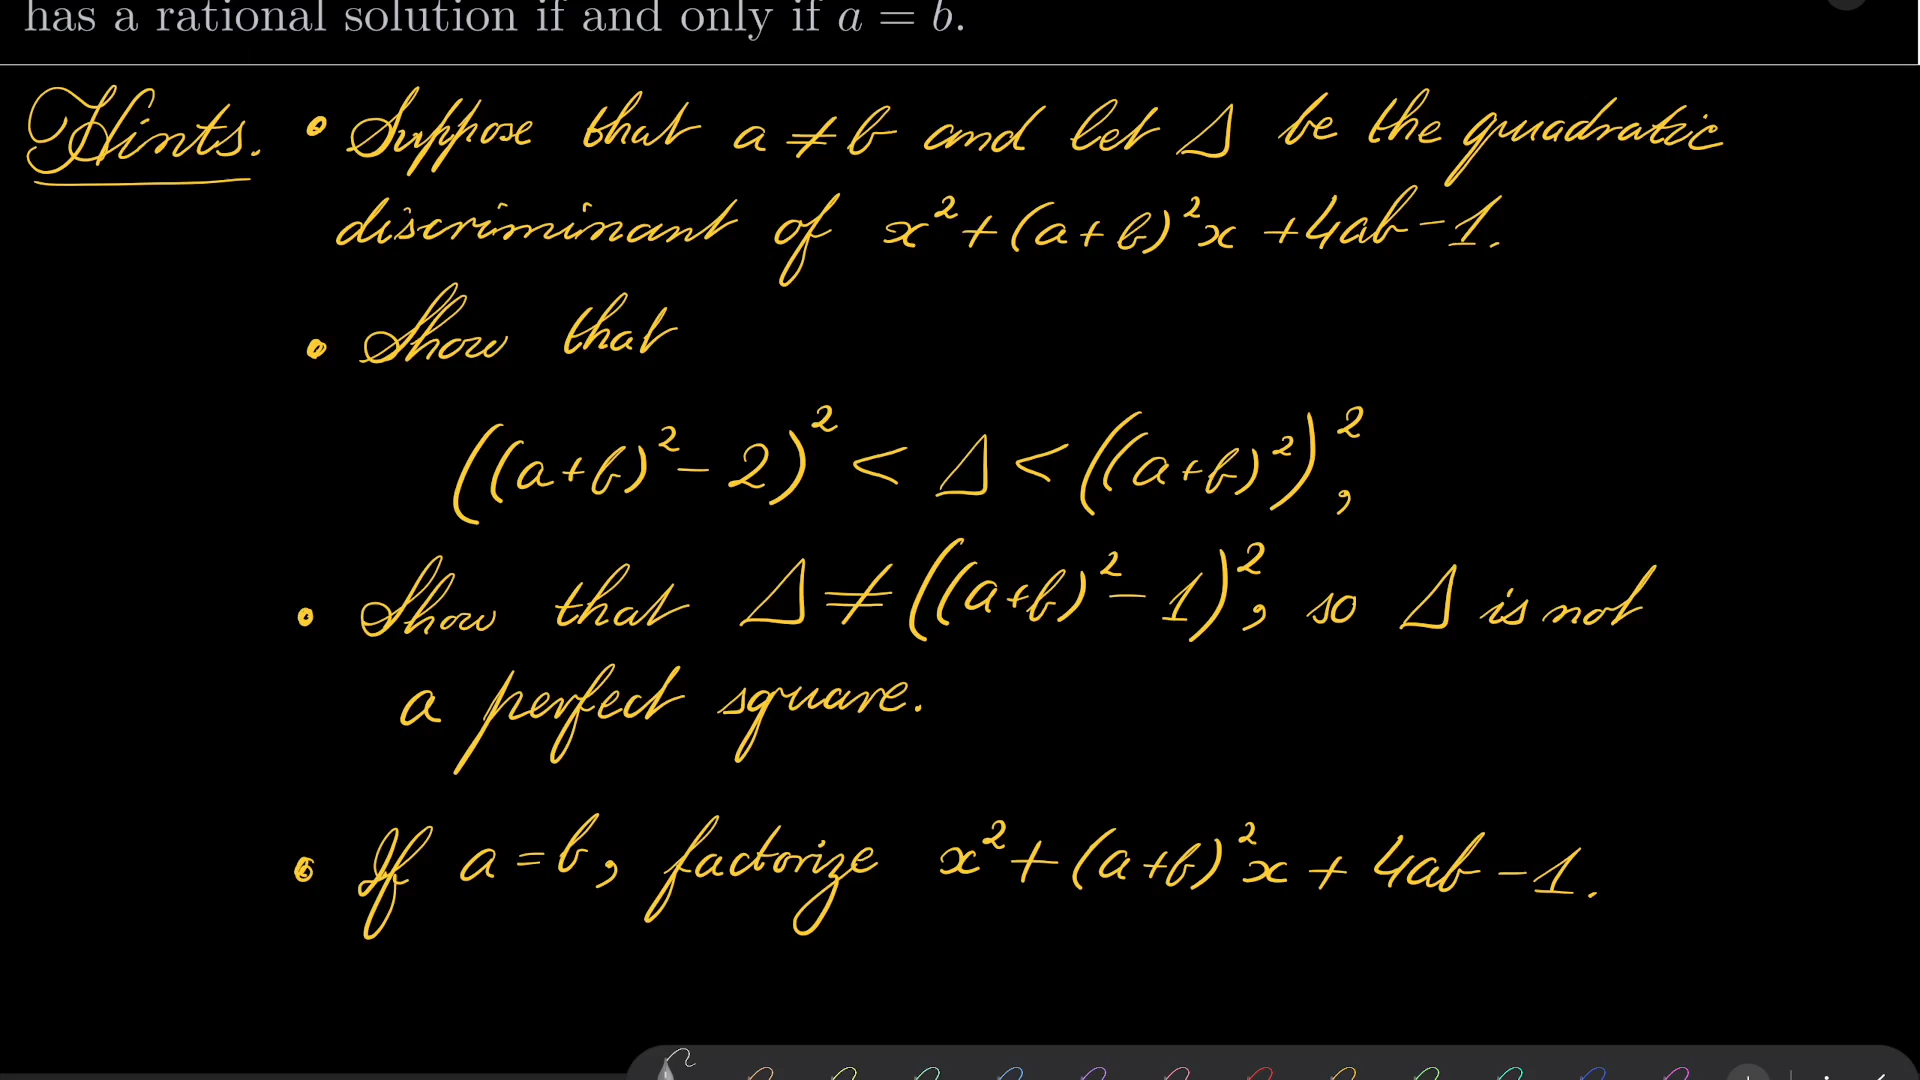 has a rational solution if and only if a = b.
Hints. • Suppose that a ≠ b and let Δ be the quadratic
discriminant of x² + (a + b)²x + 4ab - 1.
• Show that
((a+b)² - 2)² < Δ < ((a+b)²)²,
• Show that Δ ≠ ((a+b)² - 1)², so Δ is not
a perfect square.
• If a = b, factorize x² + (a+b)²x + 4ab - 1.